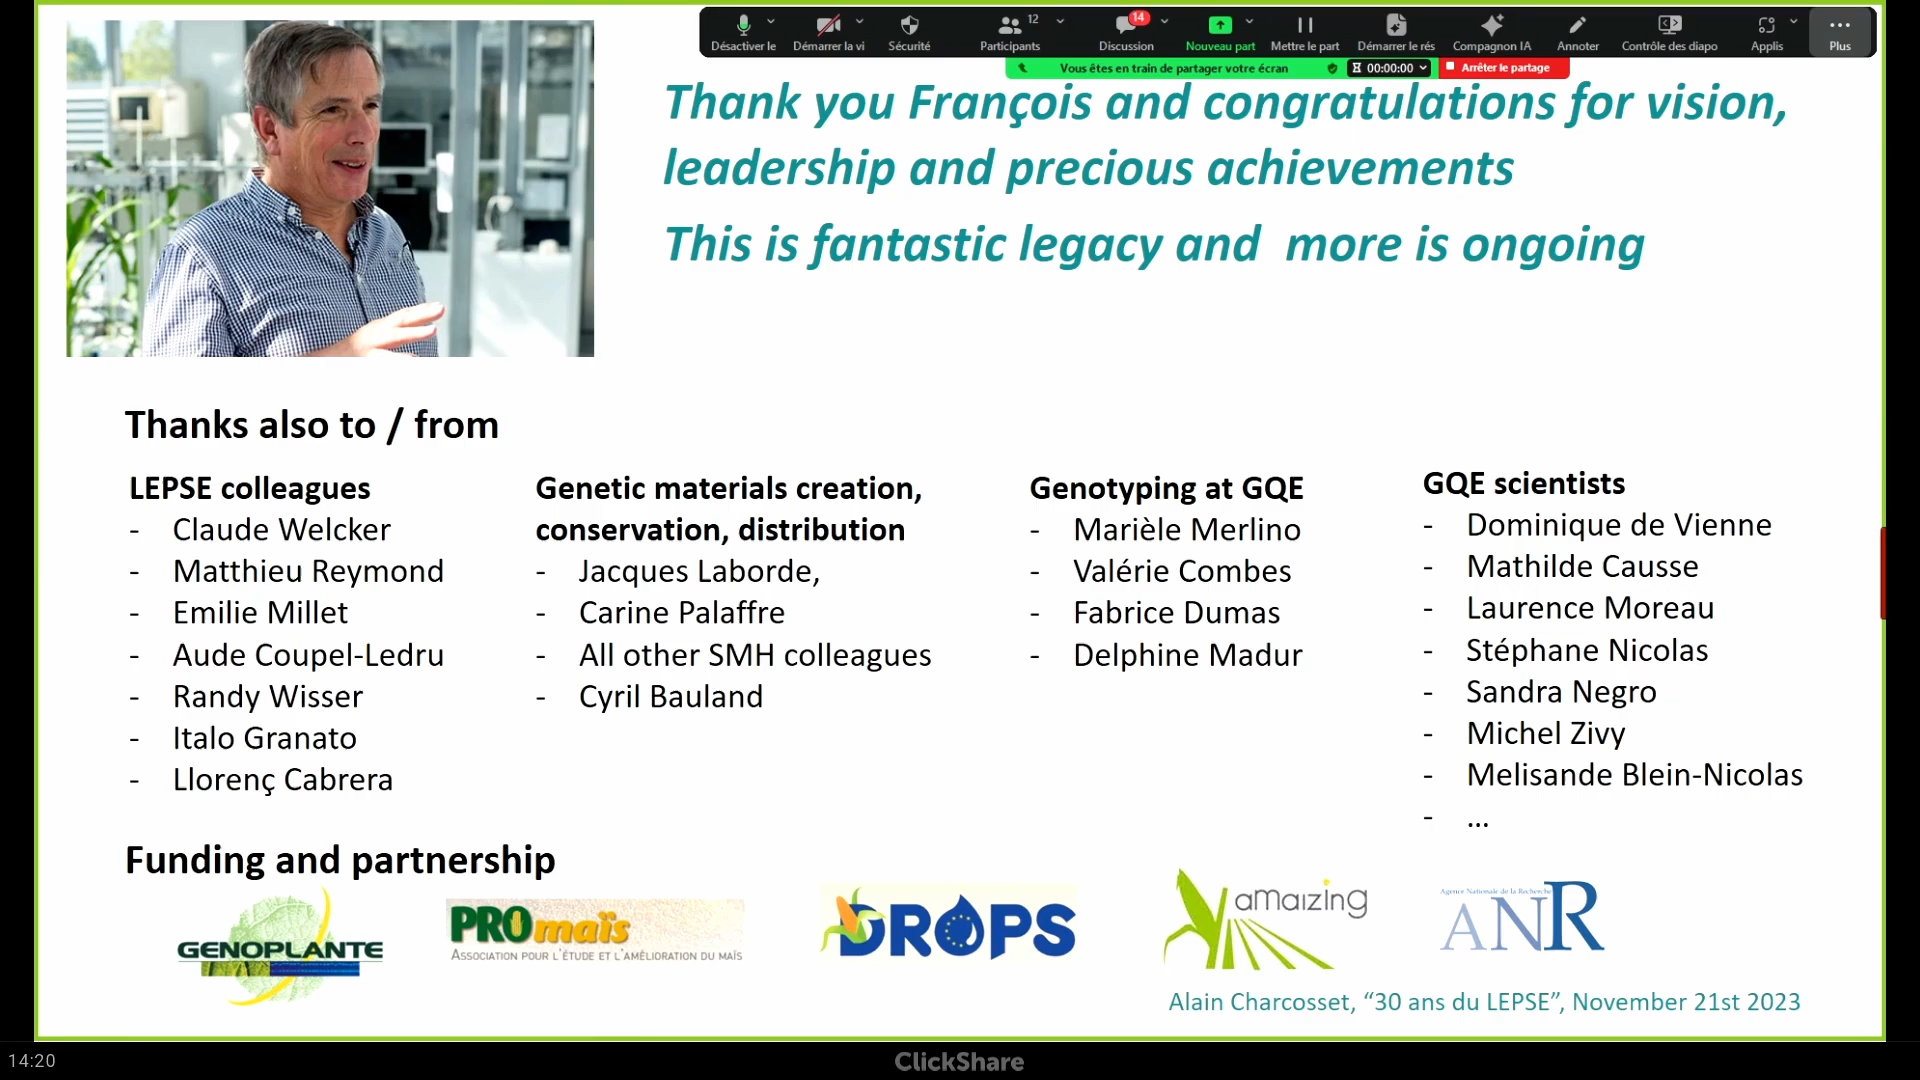 Désactiver le
Démarrer la vi
Sécurité
12
Participants
14
Discussion
Nouveau part
Mettre le part
Démarrer le rés
Compagnon IA
Annoter
Contrôle des diapo
Applis
Plus
Vous êtes en train de partager votre écran
00:00:00
Arrêter le partage
Thank you François and congratulations for vision,
leadership and precious achievements
This is fantastic legacy and more is ongoing
Thanks also to / from
LEPSE colleagues
- Claude Welcker
- Matthieu Reymond
- Emilie Millet
- Aude Coupel-Ledru
- Randy Wisser
- Italo Granato
- Llorenç Cabrera
Genetic materials creation,
conservation, distribution
- Jacques Laborde,
- Carine Palaffre
- All other SMH colleagues
- Cyril Bauland
Genotyping at GQE
- Marièle Merlino
- Valérie Combes
- Fabrice Dumas
- Delphine Madur
GQE scientists
- Dominique de Vienne
- Mathilde Causse
- Laurence Moreau
- Stéphane Nicolas
- Sandra Negro
- Michel Zivy
- Melisande Blein-Nicolas
- ...
Funding and partnership
GENOPLANTE
PROmaïs
ASSOCIATION POUR L'ÉTUDE ET L'AMÉLIORATION DU MAÏS
DROPS
amaizing
Agence Nationale de la Recherche
ANR
Alain Charcosset, “30 ans du LEPSE”, November 21st 2023
14:20
ClickShare